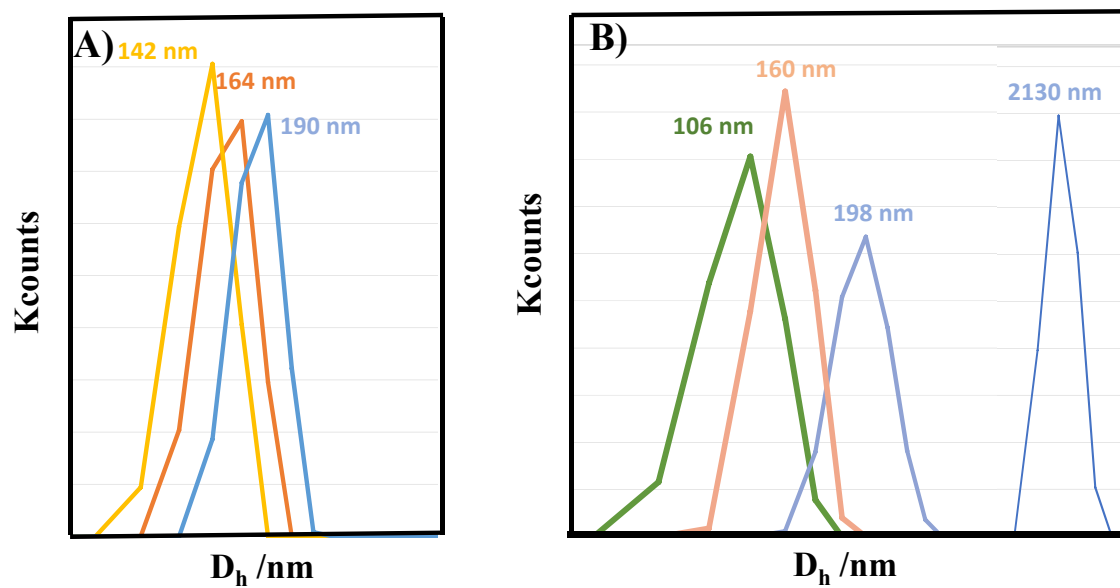 A)
142 nm
164 nm
190 nm
Kcounts
Dₕ /nm
B)
160 nm
106 nm
2130 nm
198 nm
Kcounts
Dₕ /nm